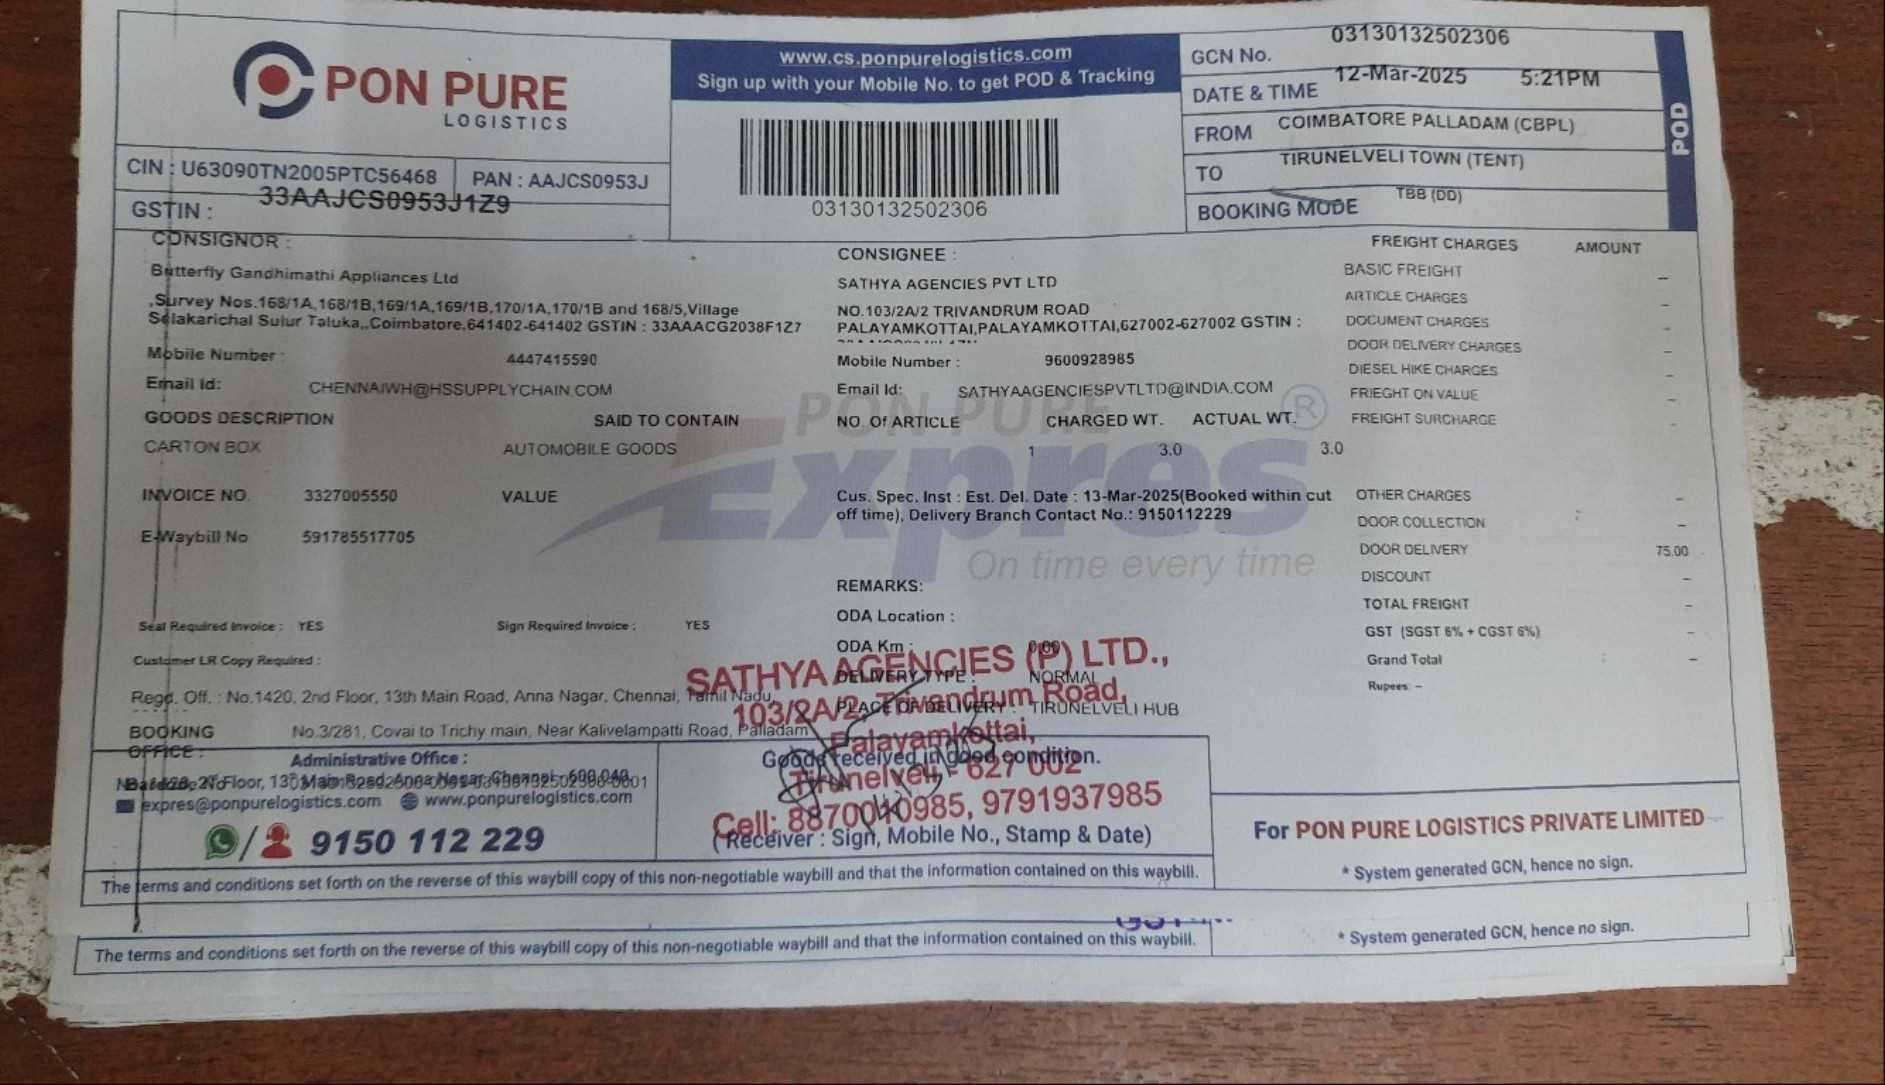 PON PURE
LOGISTICS
CIN : U63090TN2005PTC56468
PAN : AAJCS0953J
GSTIN : 33AAJCS0953J1Z9
www.cs.ponpurelogistics.com
Sign up with your Mobile No. to get POD & Tracking
03130132502306
GCN No. 03130132502306
DATE & TIME 12-Mar-2025 5:21PM
FROM COIMBATORE PALLADAM (CBPL)
TO TIRUNELVELI TOWN (TENT)
BOOKING MODE TBB (DD)
POD
CONSIGNOR :
Butterfly Gandhimathi Appliances Ltd
,Survey Nos.168/1A,168/1B,169/1A,169/1B,170/1A,170/1B and 168/5,Village
Selakarichal Sulur Taluka,,Coimbatore,641402-641402 GSTIN : 33AAACG2038F1Z7
Mobile Number : 4447415590
Email Id: CHENNAIWH@HSSUPPLYCHAIN.COM
CONSIGNEE :
SATHYA AGENCIES PVT LTD
NO.103/2A/2 TRIVANDRUM ROAD
PALAYAMKOTTAI,PALAYAMKOTTAI,627002-627002 GSTIN :
Mobile Number : 9600928985
Email Id: SATHYAAGENCIESPVTLTD@INDIA.COM
GOODS DESCRIPTION SAID TO CONTAIN NO. Of ARTICLE CHARGED WT. ACTUAL WT.
CARTON BOX AUTOMOBILE GOODS 1 3.0 3.0
INVOICE NO. 3327005550 VALUE
E-Waybill No 591785517705
Cus. Spec. Inst : Est. Del. Date : 13-Mar-2025(Booked within cut
off time), Delivery Branch Contact No.: 9150112229
PON PURE
Expres ®
On time every time
REMARKS:
ODA Location :
ODA Km : 0.00
DELIVERY TYPE : NORMAL
PLACE OF DELIVERY : TIRUNELVELI HUB
Seal Required Invoice : YES
Sign Required Invoice : YES
Customer LR Copy Required :
Regd. Off. : No.1420, 2nd Floor, 13th Main Road, Anna Nagar, Chennai, Tamil Nadu
BOOKING OFFICE : No.3/281, Covai to Trichy main, Near Kalivelampatti Road, Palladam
FREIGHT CHARGES AMOUNT
BASIC FREIGHT –
ARTICLE CHARGES –
DOCUMENT CHARGES –
DOOR DELIVERY CHARGES –
DIESEL HIKE CHARGES –
FRIEGHT ON VALUE –
FREIGHT SURCHARGE –
OTHER CHARGES –
DOOR COLLECTION –
DOOR DELIVERY 75.00
DISCOUNT –
TOTAL FREIGHT –
GST (SGST 6% + CGST 6%) –
Grand Total –
Rupees: –
SATHYA AGENCIES (P) LTD.,
103/2A/2, Trivandrum Road,
Palayamkottai,
Tirunelveli - 627 002
Cell: 8870040985, 9791937985
Administrative Office :
Floor, 13th Main Road, Anna Nagar, Chennai - 600 040
expres@ponpurelogistics.com www.ponpurelogistics.com
/ 9150 112 229
Goods received in good condition.
(Receiver : Sign, Mobile No., Stamp & Date)
For PON PURE LOGISTICS PRIVATE LIMITED
* System generated GCN, hence no sign.
The terms and conditions set forth on the reverse of this waybill copy of this non-negotiable waybill and that the information contained on this waybill.
The terms and conditions set forth on the reverse of this waybill copy of this non-negotiable waybill and that the information contained on this waybill.
* System generated GCN, hence no sign.